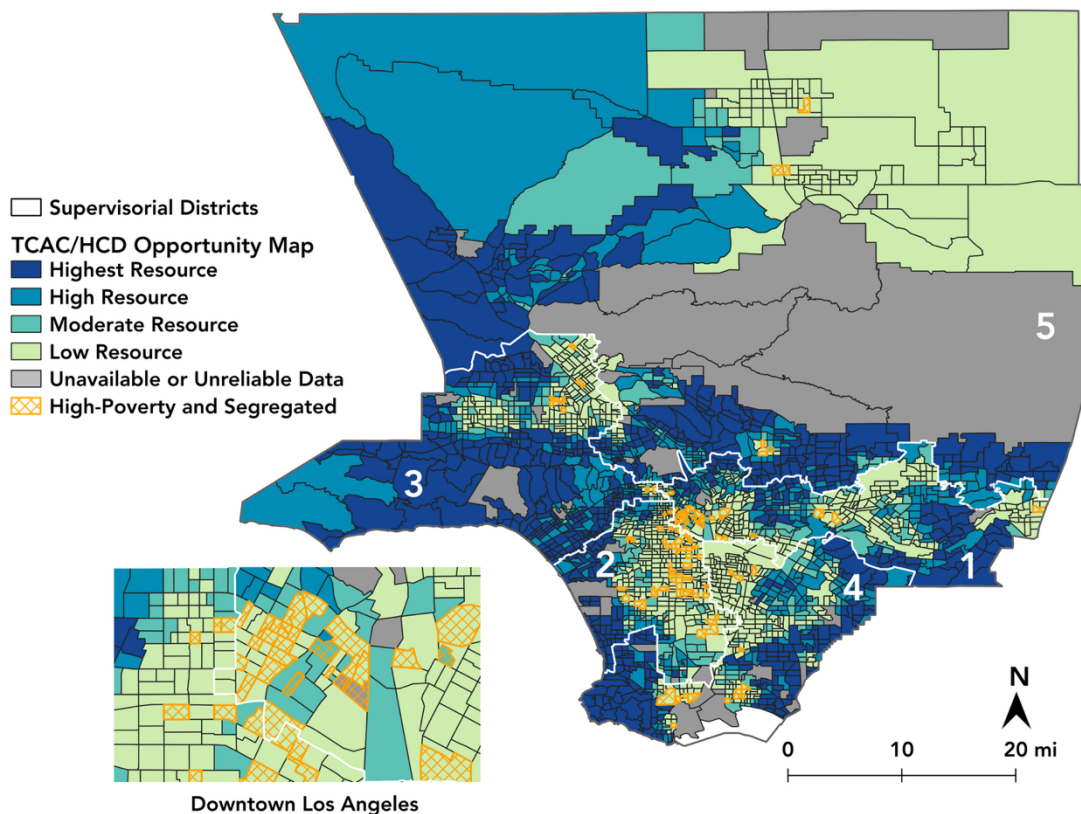 Supervisorial Districts
TCAC/HCD Opportunity Map
Highest Resource
High Resource
Moderate Resource
Low Resource
Unavailable or Unreliable Data
High-Poverty and Segregated
5
3
2
1
4
N
0 10 20 mi
Downtown Los Angeles